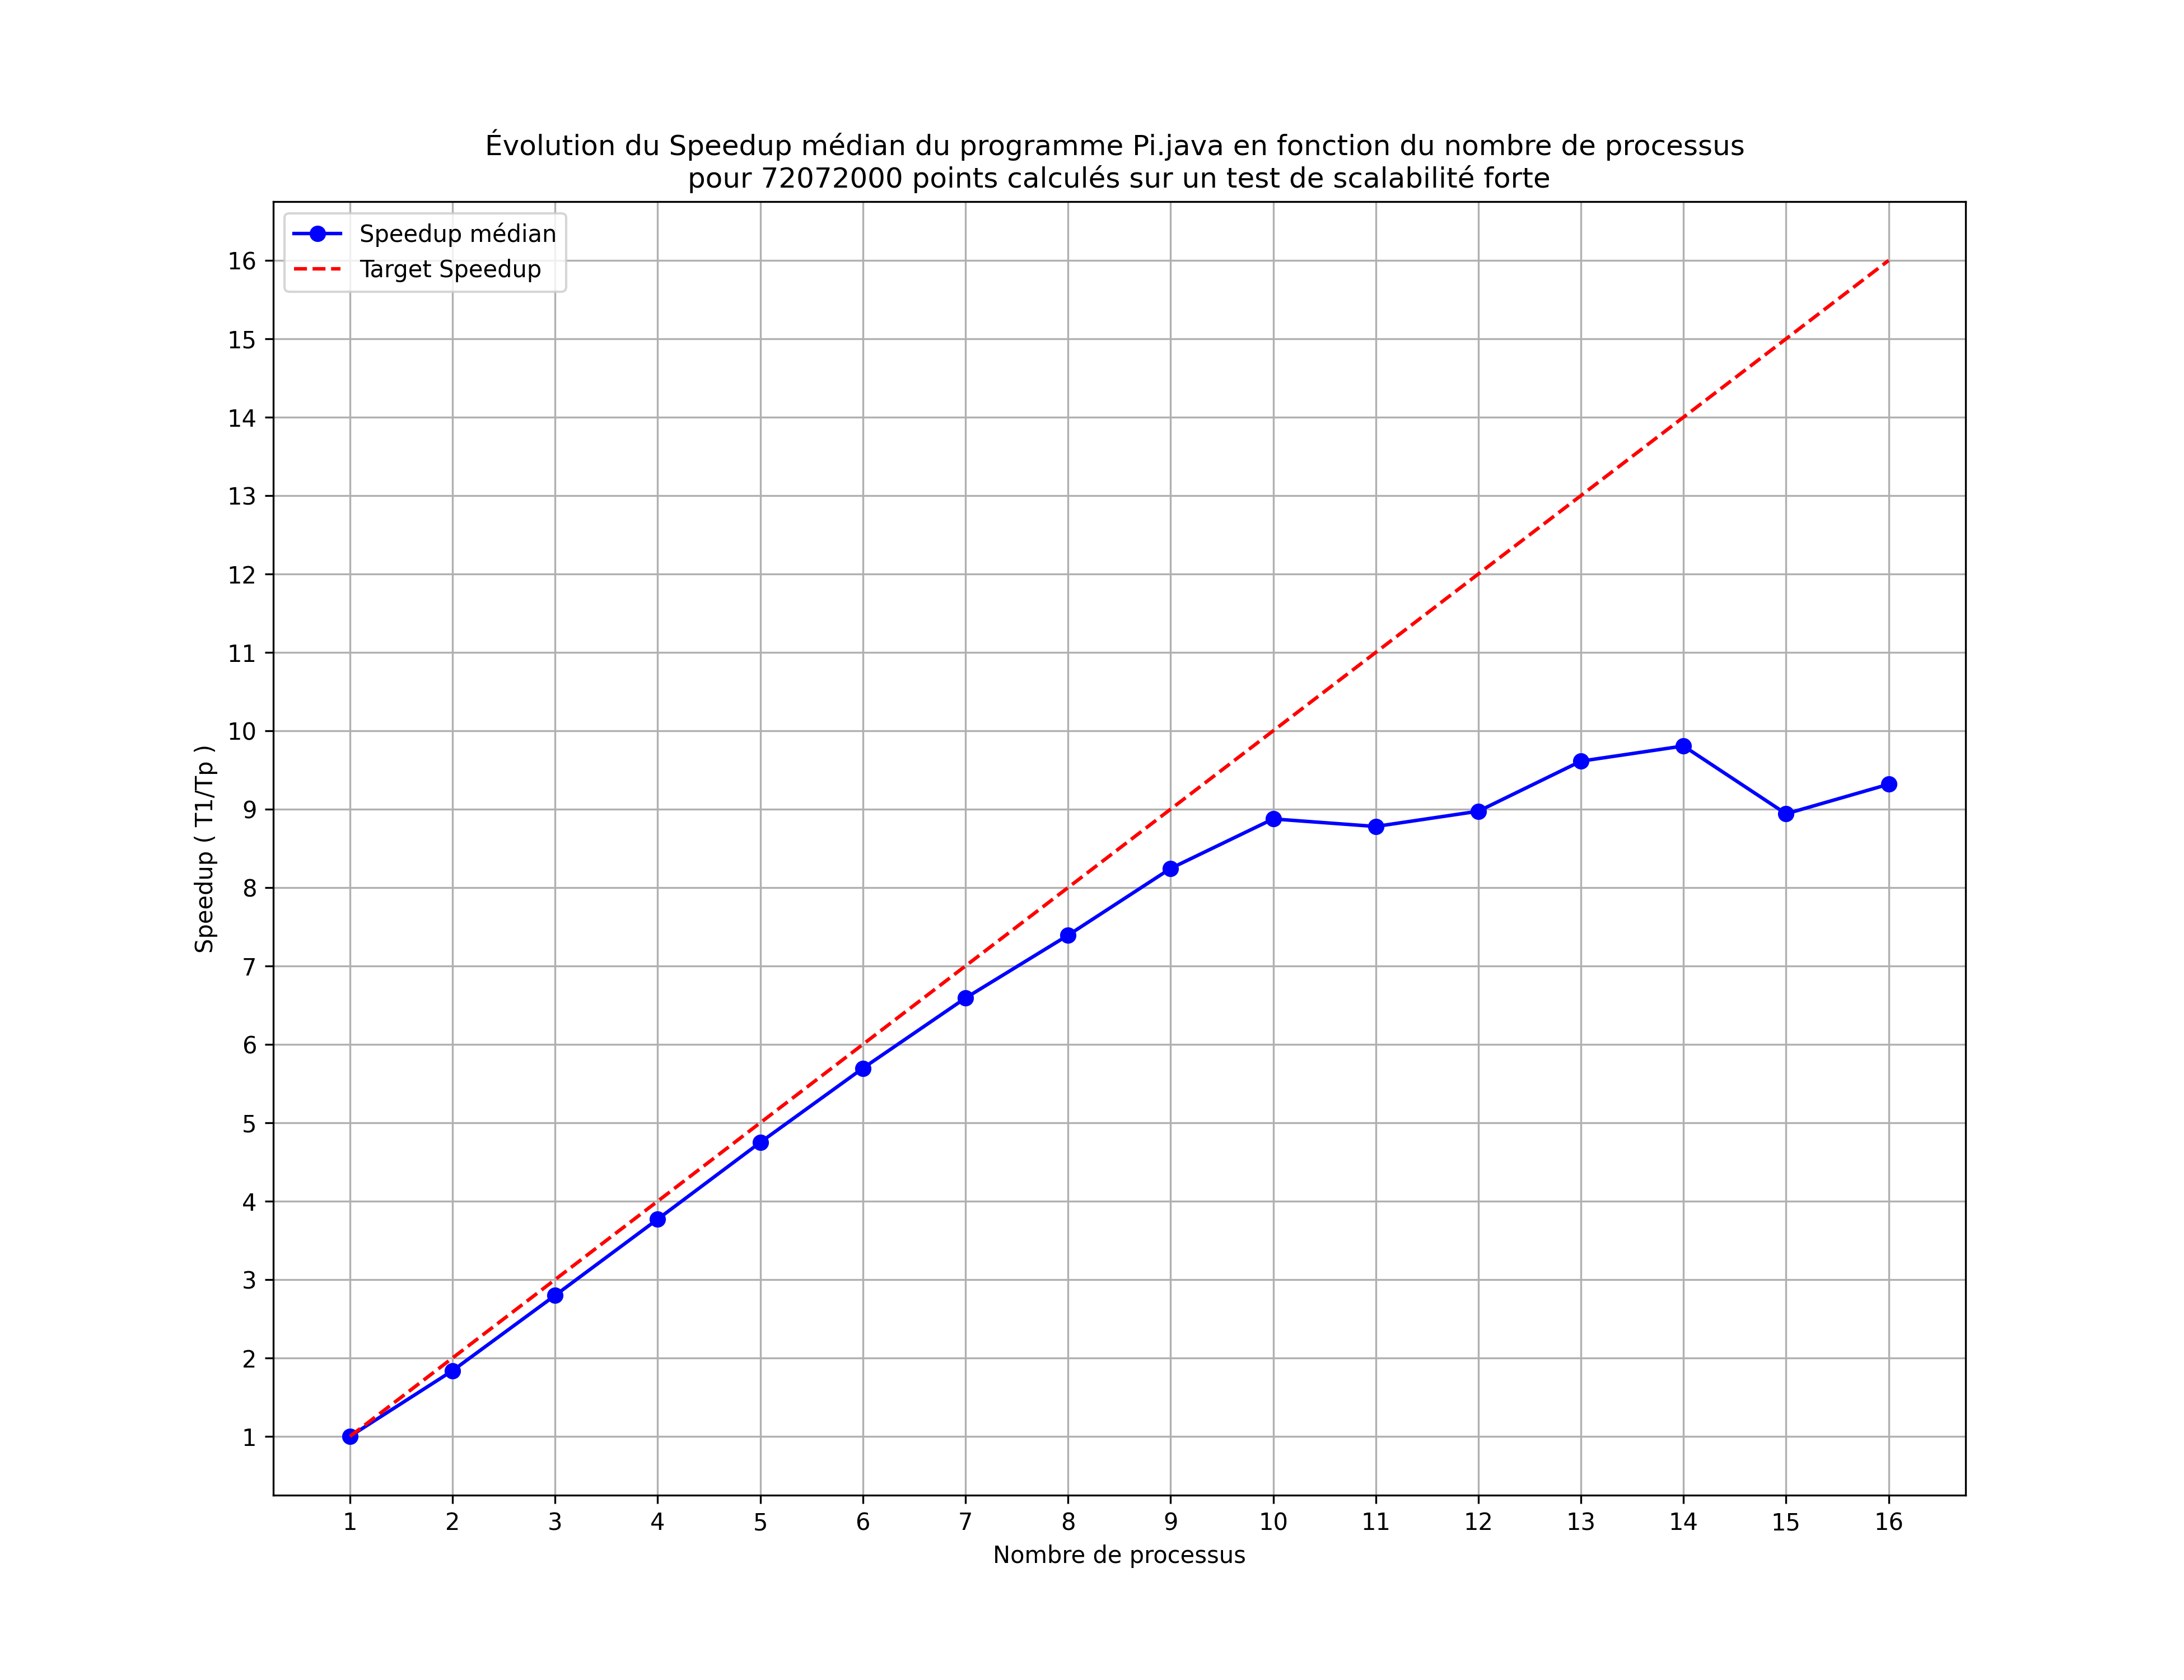 Évolution du Speedup médian du programme Pi.java en fonction du nombre de processus
pour 72072000 points calculés sur un test de scalabilité forte
Speedup médian
Target Speedup
16
15
14
13
12
11
10
9
8
7
6
5
4
3
2
1
Speedup ( T1/Tp )
1 2 3 4 5 6 7 8 9 10 11 12 13 14 15 16
Nombre de processus